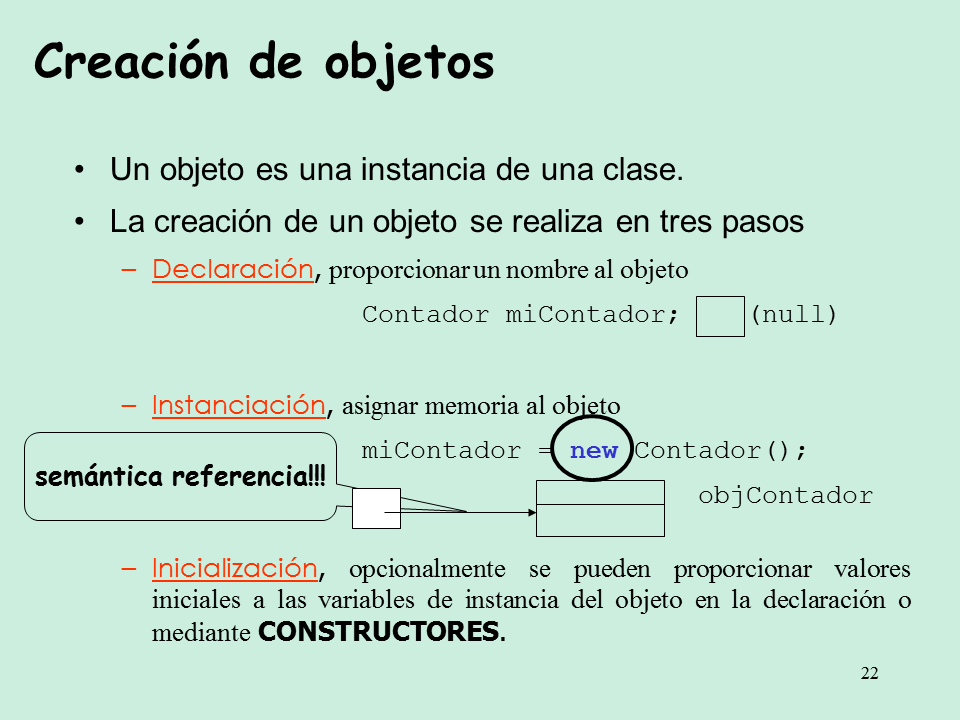 Creación de objetos
• Un objeto es una instancia de una clase.
• La creación de un objeto se realiza en tres pasos
– Declaración, proporcionar un nombre al objeto
Contador miContador; (null)
– Instanciación, asignar memoria al objeto
miContador = new Contador();
semántica referencia!!!
objContador
– Inicialización, opcionalmente se pueden proporcionar valores
iniciales a las variables de instancia del objeto en la declaración o
mediante CONSTRUCTORES.
22